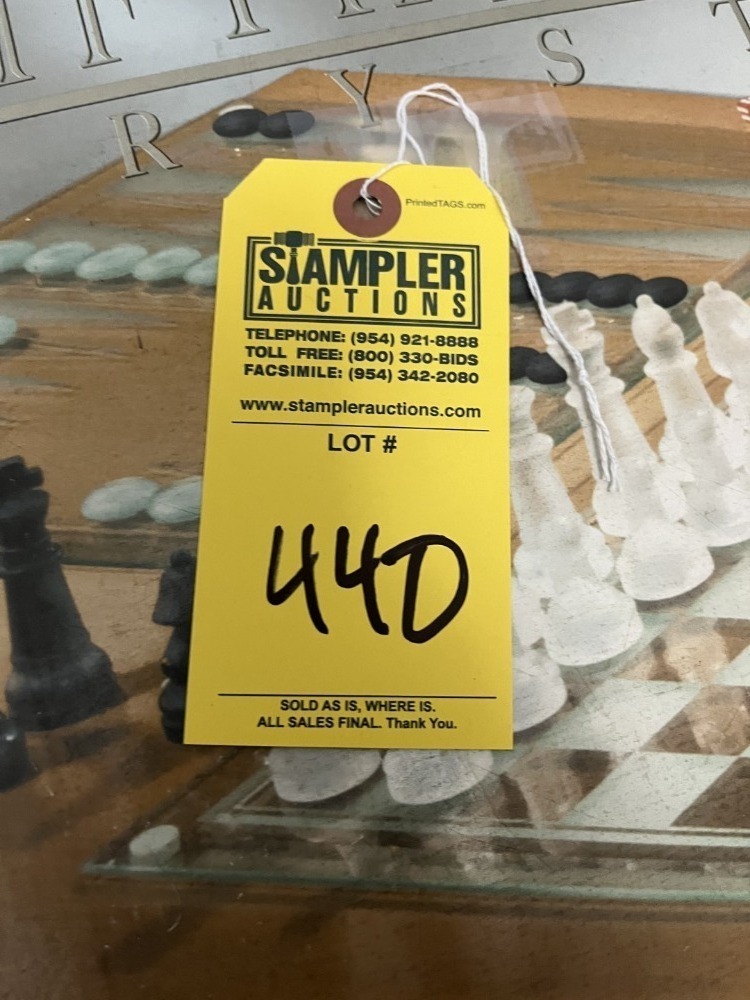 R Y S T
PrintedTAGS.com
STAMPLER
AUCTIONS
TELEPHONE: (954) 921-8888
TOLL FREE: (800) 330-BIDS
FACSIMILE: (954) 342-2080
www.stamplerauctions.com
LOT #
440
SOLD AS IS, WHERE IS.
ALL SALES FINAL. Thank You.